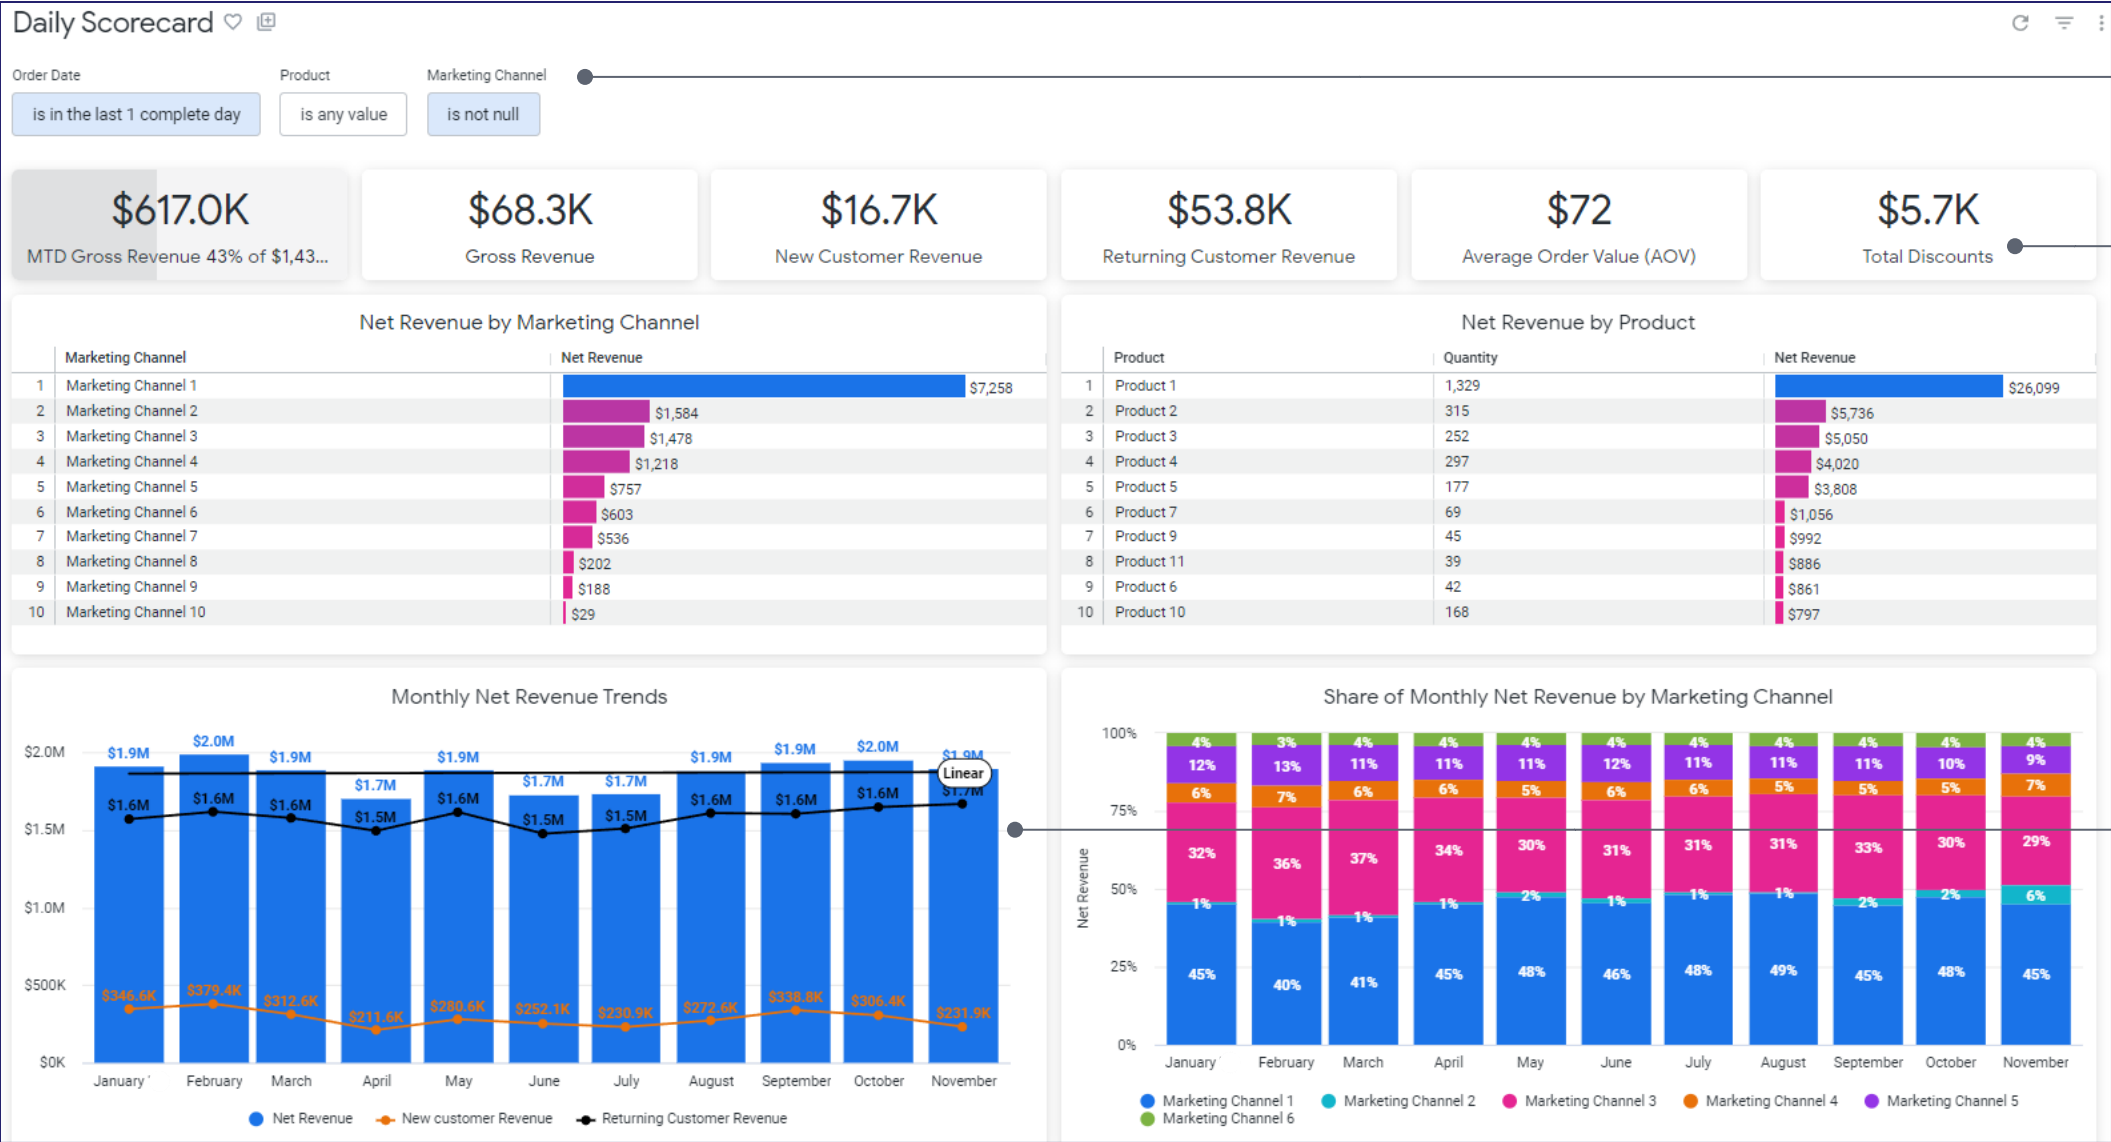 Daily Scorecard
Order Date Product Marketing Channel
is in the last 1 complete day is any value is not null
$617.0K $68.3K $16.7K $53.8K $72 $5.7K
MTD Gross Revenue 43% of $1,43... Gross Revenue New Customer Revenue Returning Customer Revenue Average Order Value (AOV) Total Discounts
Net Revenue by Marketing Channel
Marketing Channel Net Revenue
1 Marketing Channel 1 $7,258
2 Marketing Channel 2 $1,584
3 Marketing Channel 3 $1,478
4 Marketing Channel 4 $1,218
5 Marketing Channel 5 $757
6 Marketing Channel 6 $603
7 Marketing Channel 7 $536
8 Marketing Channel 8 $202
9 Marketing Channel 9 $188
10 Marketing Channel 10 $29
Net Revenue by Product
Product Quantity Net Revenue
1 Product 1 1,329 $26,099
2 Product 2 315 $5,736
3 Product 3 252 $5,050
4 Product 4 297 $4,020
5 Product 5 177 $3,808
6 Product 7 69 $1,056
7 Product 9 45 $992
8 Product 11 39 $886
9 Product 6 42 $861
10 Product 10 168 $797
Monthly Net Revenue Trends
$2.0M
$1.5M
$1.0M
$500K
$0K
$1.9M $2.0M $1.9M $1.7M $1.9M $1.7M $1.7M $1.9M $1.9M $2.0M $1.9M
Linear
$1.6M $1.6M $1.6M $1.5M $1.6M $1.5M $1.5M $1.6M $1.6M $1.6M $1.7M
$346.6K $379.4K $312.6K $211.6K $280.6K $252.1K $230.9K $272.6K $338.8K $306.4K $231.9K
January February March April May June July August September October November
Net Revenue New customer Revenue Returning Customer Revenue
Share of Monthly Net Revenue by Marketing Channel
Net Revenue
100%
75%
50%
25%
0%
4% 3% 4% 4% 4% 4% 4% 4% 4% 4% 4%
12% 13% 11% 11% 11% 12% 11% 11% 11% 10% 9%
6% 7% 6% 6% 5% 6% 6% 5% 5% 5% 7%
32% 36% 37% 34% 30% 31% 31% 31% 33% 30% 29%
1% 1% 1% 1% 2% 1% 1% 1% 2% 2% 6%
45% 40% 41% 45% 48% 46% 48% 49% 45% 48% 45%
January February March April May June July August September October November
Marketing Channel 1 Marketing Channel 2 Marketing Channel 3 Marketing Channel 4 Marketing Channel 5
Marketing Channel 6